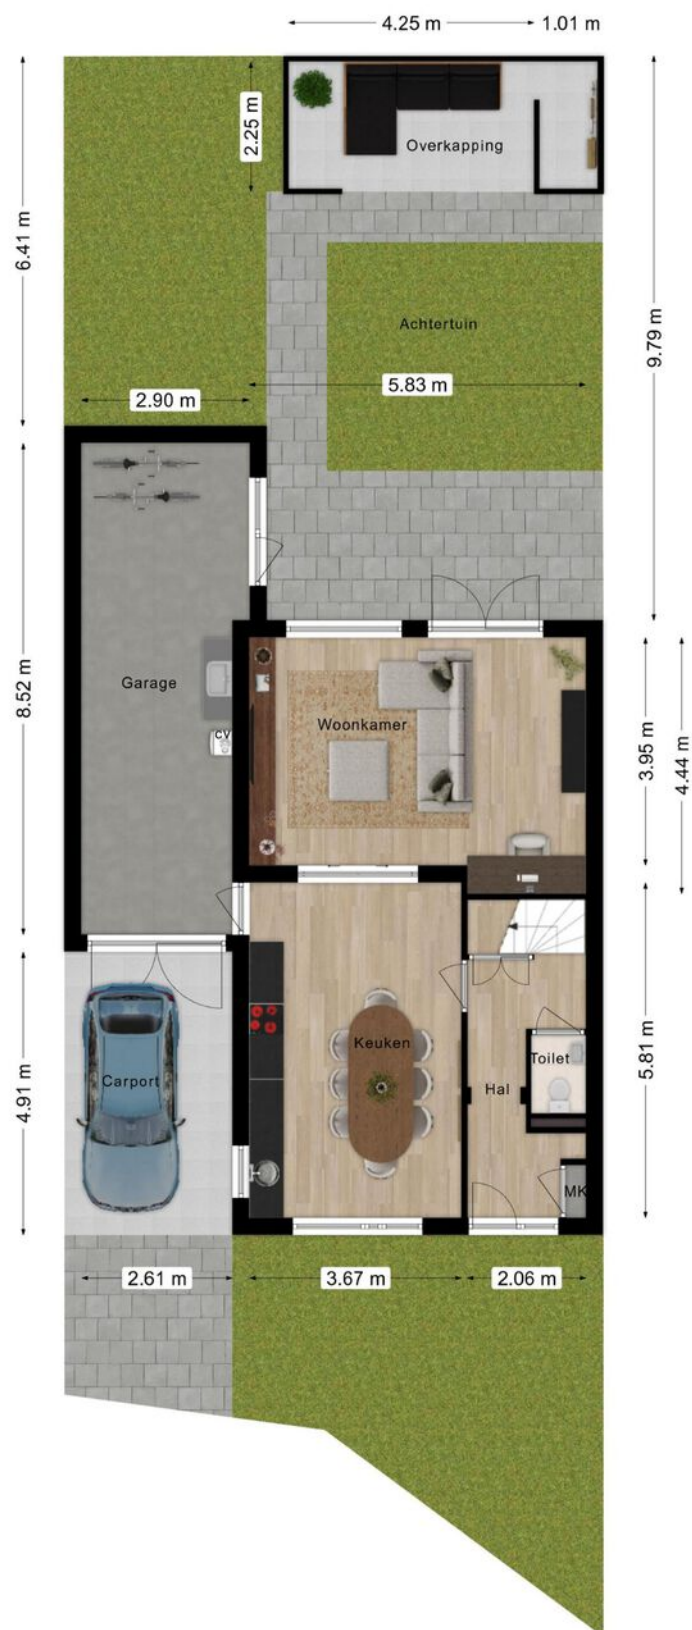 4.25 m
1.01 m
2.25 m
Overkapping
6.41 m
9.79 m
Achtertuin
2.90 m
5.83 m
8.52 m
Garage
CV
Woonkamer
3.95 m
4.44 m
4.91 m
Carport
Keuken
Toilet
Hal
5.81 m
MK
2.61 m
3.67 m
2.06 m